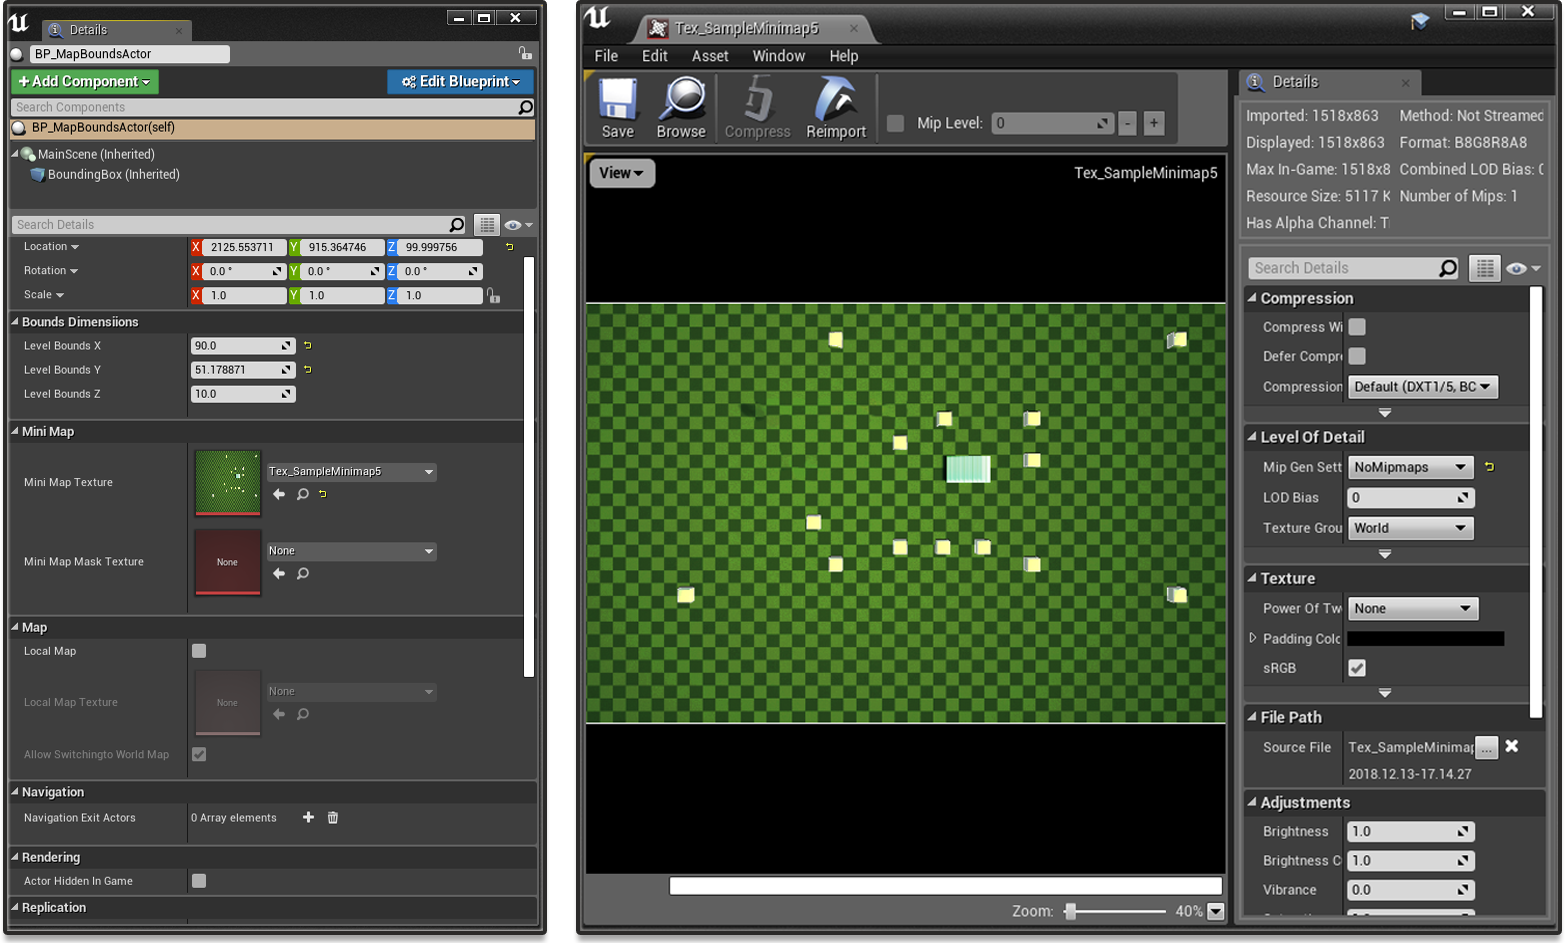 Details
BP_MapBoundsActor
Add Component
Edit Blueprint
Search Components
BP_MapBoundsActor(self)
MainScene (Inherited)
BoundingBox (Inherited)
Search Details
Location X 2125.553711 Y 915.364746 Z 99.999756
Rotation X 0.0 ° Y 0.0 ° Z 0.0 °
Scale X 1.0 Y 1.0 Z 1.0
Bounds Dimensiions
Level Bounds X 90.0
Level Bounds Y 51.178871
Level Bounds Z 10.0
Mini Map
Mini Map Texture Tex_SampleMinimap5
Mini Map Mask Texture None None
Map
Local Map
Local Map Texture None None
Allow Switchingto World Map
Navigation
Navigation Exit Actors 0 Array elements
Rendering
Actor Hidden In Game
Replication
Tex_SampleMinimap5
File Edit Asset Window Help
Save Browse Compress Reimport Mip Level: 0 - +
View
Tex_SampleMinimap5
Zoom: 40%
Details
Imported: 1518x863 Method: Not Streamed
Displayed: 1518x863 Format: B8G8R8A8
Max In-Game: 1518x8 Combined LOD Bias: 0
Resource Size: 5117 K Number of Mips: 1
Has Alpha Channel: T
Search Details
Compression
Compress Wi
Defer Compre
Compression Default (DXT1/5, BC
Level Of Detail
Mip Gen Sett NoMipmaps
LOD Bias 0
Texture Grou World
Texture
Power Of Tw None
Padding Colo
sRGB
File Path
Source File Tex_SampleMinimap ...
2018.12.13-17.14.27
Adjustments
Brightness 1.0
Brightness C 1.0
Vibrance 0.0